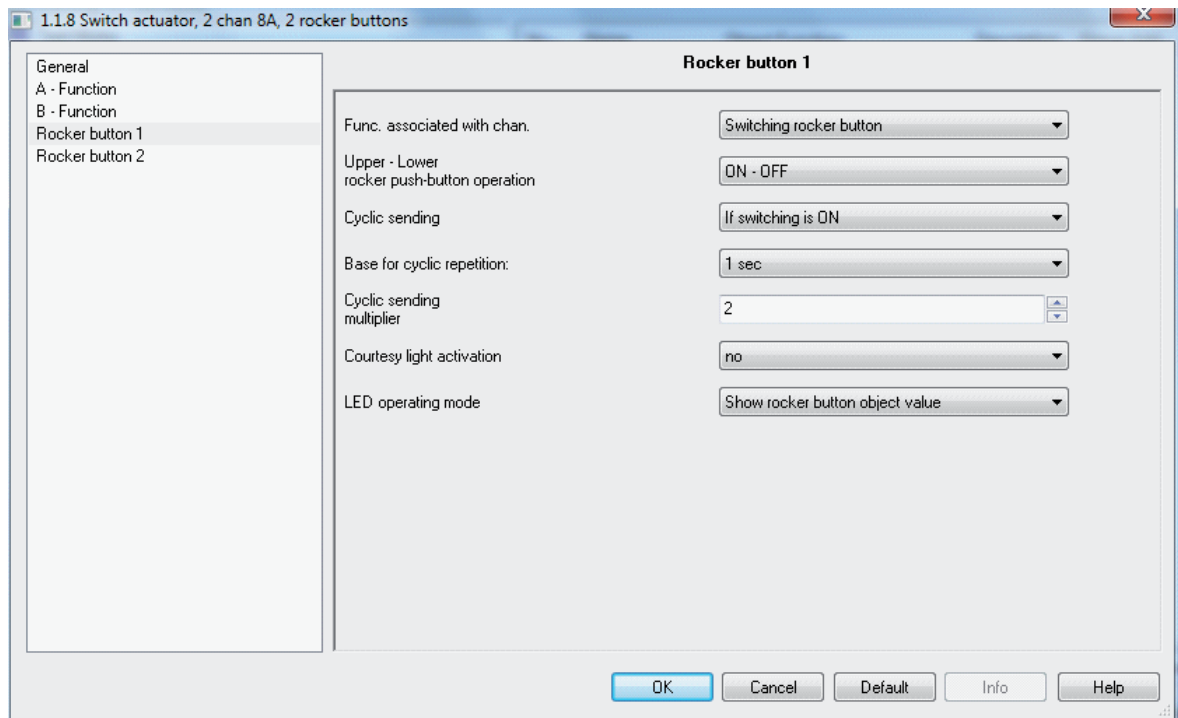 1.1.8 Switch actuator, 2 chan 8A, 2 rocker buttons
General
A - Function
B - Function
Rocker button 1
Rocker button 2
Rocker button 1
Func. associated with chan.
Switching rocker button
Upper - Lower
rocker push-button operation
ON - OFF
Cyclic sending
If switching is ON
Base for cyclic repetition:
1 sec
Cyclic sending
multiplier
2
Courtesy light activation
no
LED operating mode
Show rocker button object value
OK
Cancel
Default
Info
Help